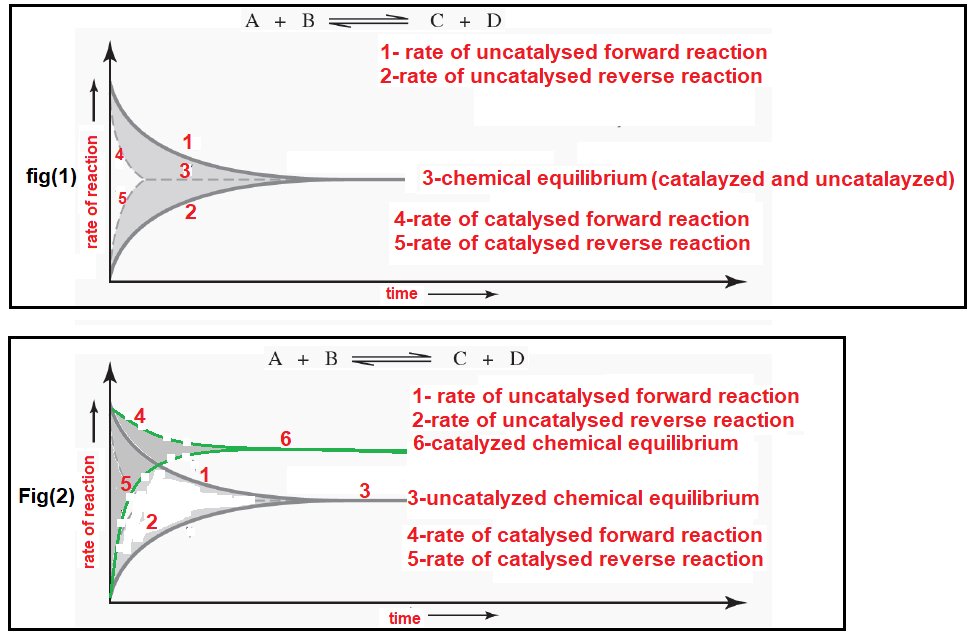 A + B ⇌ C + D
1- rate of uncatalysed forward reaction
2-rate of uncatalysed reverse reaction
rate of reaction
1
4
3
fig(1)
3-chemical equilibrium (catalayzed and uncatalayzed)
5
2
4-rate of catalysed forward reaction
5-rate of catalysed reverse reaction
time
A + B ⇌ C + D
1- rate of uncatalysed forward reaction
2-rate of uncatalysed reverse reaction
6-catalyzed chemical equilibrium
rate of reaction
4
6
1
5
3
Fig(2)
3-uncatalyzed chemical equilibrium
2
4-rate of catalysed forward reaction
5-rate of catalysed reverse reaction
time